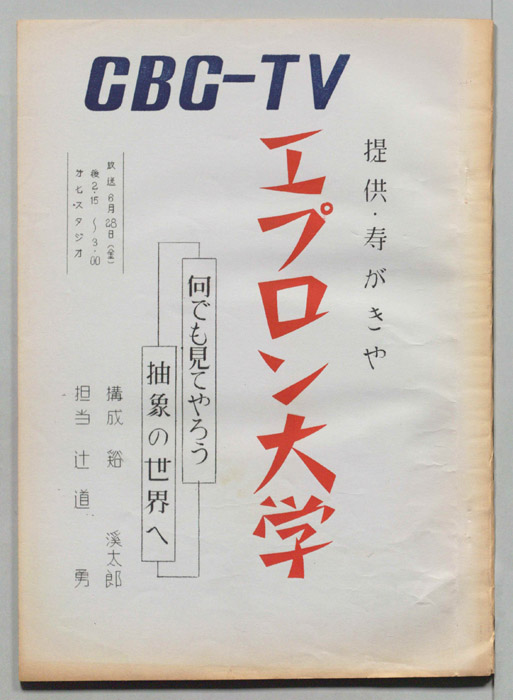 CBC-TV
提供・寿がきや
エプロン大学
何でも見てやろう
抽象の世界へ
放送 6月28日(金)
後2・15〜3・00
才七スタジオ
構成 谿 溪太郎
担当 辻道 勇